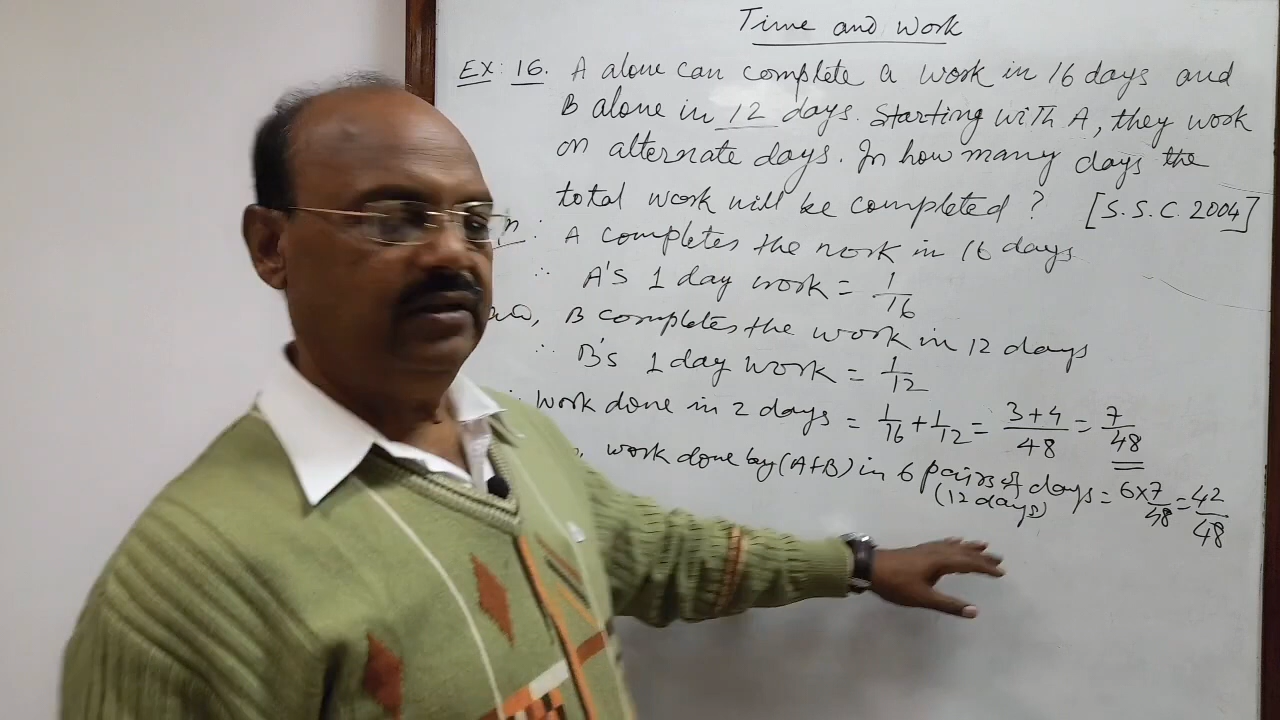 Time and Work
EX: 16. A alone can complete a work in 16 days and
B alone in 12 days. Starting with A, they work
on alternate days. In how many days the
total work will be completed ? [S.S.C. 2004]
: A completes the work in 16 days
∴ A's 1 day work = 1/16
B completes the work in 12 days
∴ B's 1 day work = 1/12
work done in 2 days = 1/16 + 1/12 = 3+4/48 = 7/48
work done by (A+B) in 6 pairs of days = 6×7/48 = 42/48
(12 days)